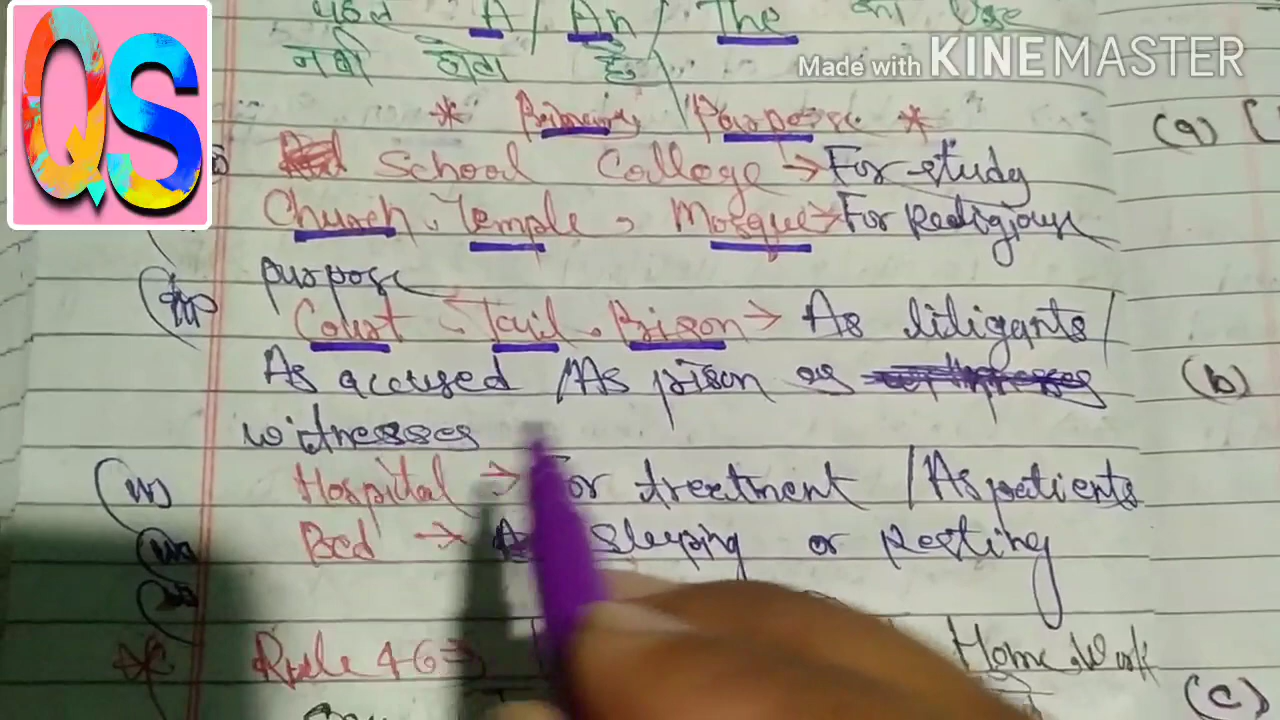 QS
पहले A / An / The का Use
नहीं होता है।
Made with KINEMASTER
* Primary Purpose *
School College → For study
Church, Temple, Mosque → For Religious
purpose
Court, Jail, Prison → As litigants /
As accused / As prison or
witnesses
Hospital → For treetment / As patients
Bed → sleeping or Resting
* Rule 46 ⇒ Home, Work
(a) [
(b)
(c)